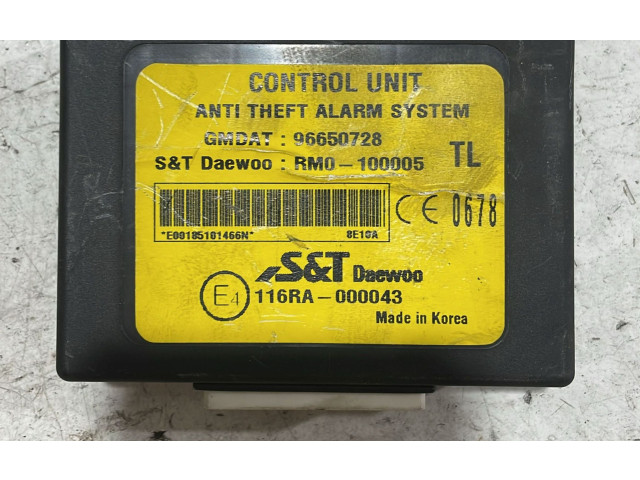 CONTROL UNIT
ANTI THEFT ALARM SYSTEM
GMDAT : 96650728
S&T Daewoo : RM0-100005 TL
*E00185101466N* 8E10A
CE 0678
S&T Daewoo
E4 116RA-000043
Made in Korea